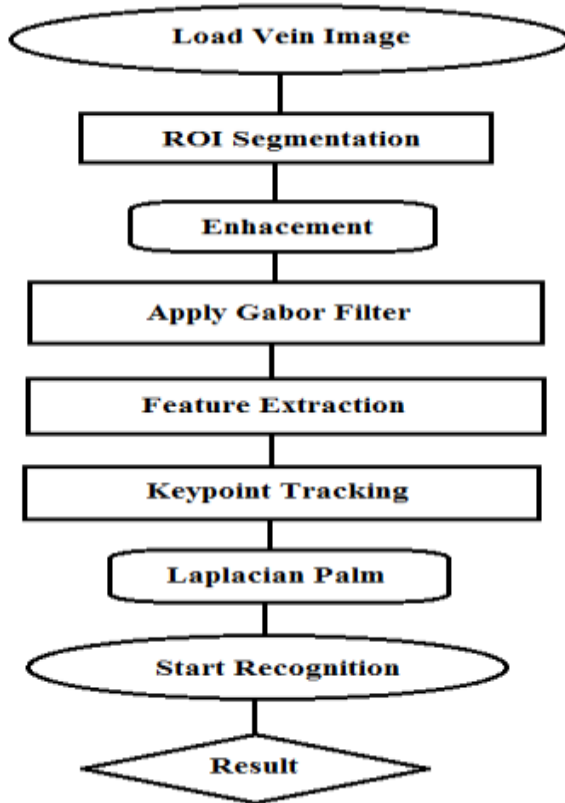 Load Vein Image
ROI Segmentation
Enhacement
Apply Gabor Filter
Feature Extraction
Keypoint Tracking
Laplacian Palm
Start Recognition
Result